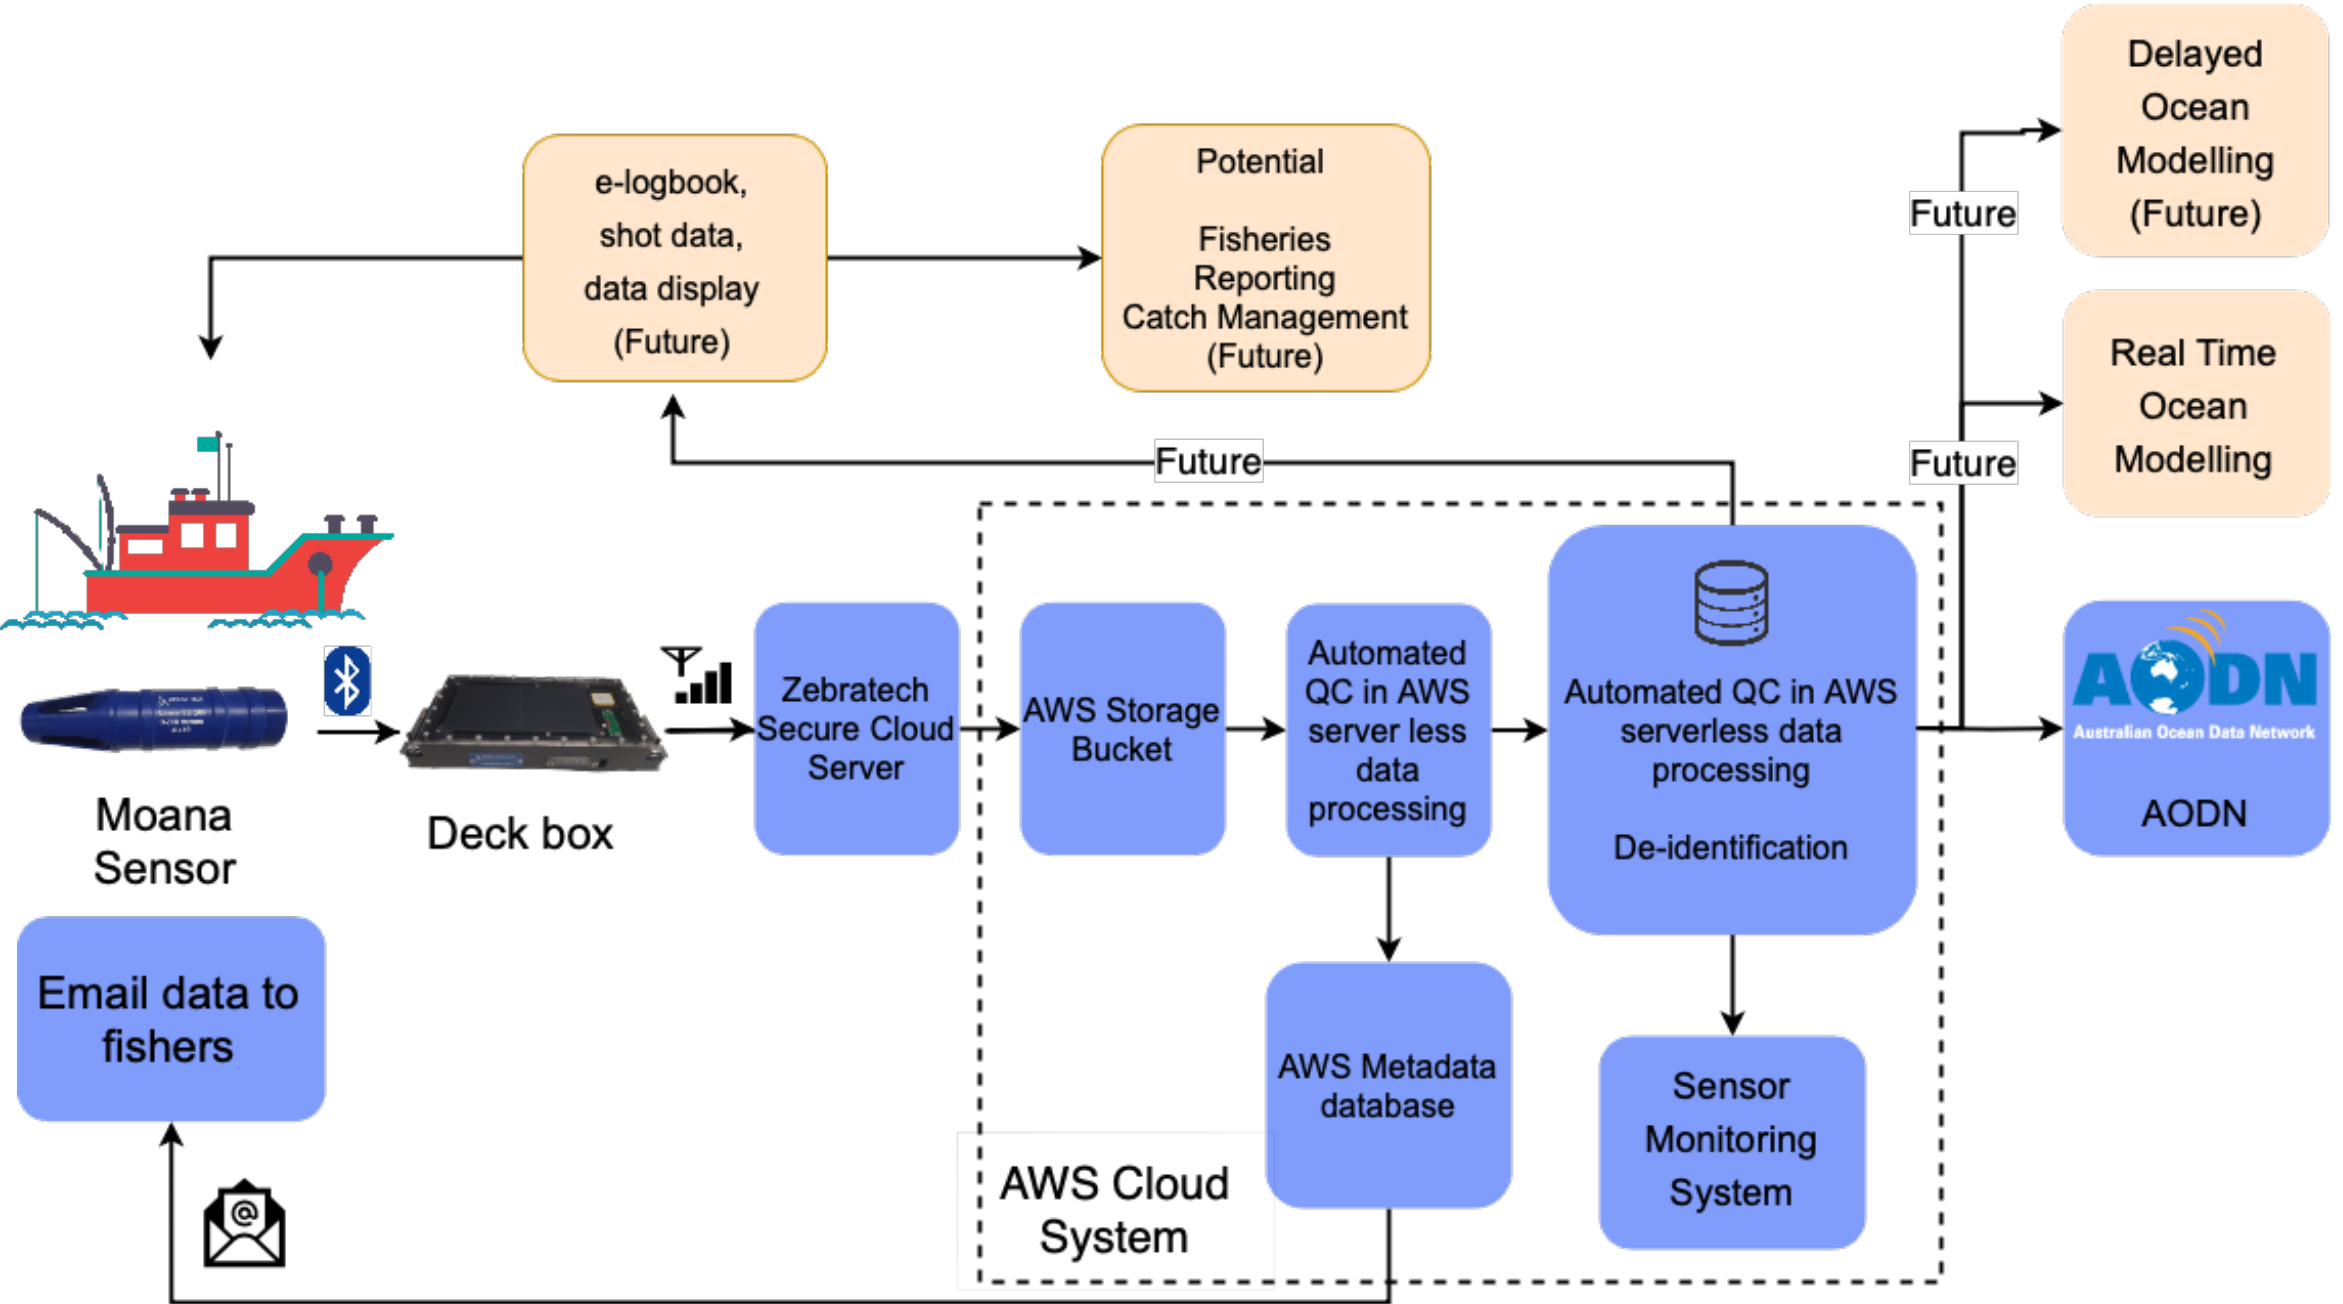 Delayed
Ocean
Modelling
(Future)
e-logbook,
shot data,
data display
(Future)
Potential
Fisheries
Reporting
Catch Management
(Future)
Future
Real Time
Ocean
Modelling
Future
Future
Zebratech
Secure Cloud
Server
AWS Storage
Bucket
Automated
QC in AWS
server less
data
processing
Automated QC in AWS
serverless data
processing
De-identification
AODN
Australian Ocean Data Network
AODN
Moana
Sensor
Deck box
Email data to
fishers
@
AWS Metadata
database
Sensor
Monitoring
System
AWS Cloud
System